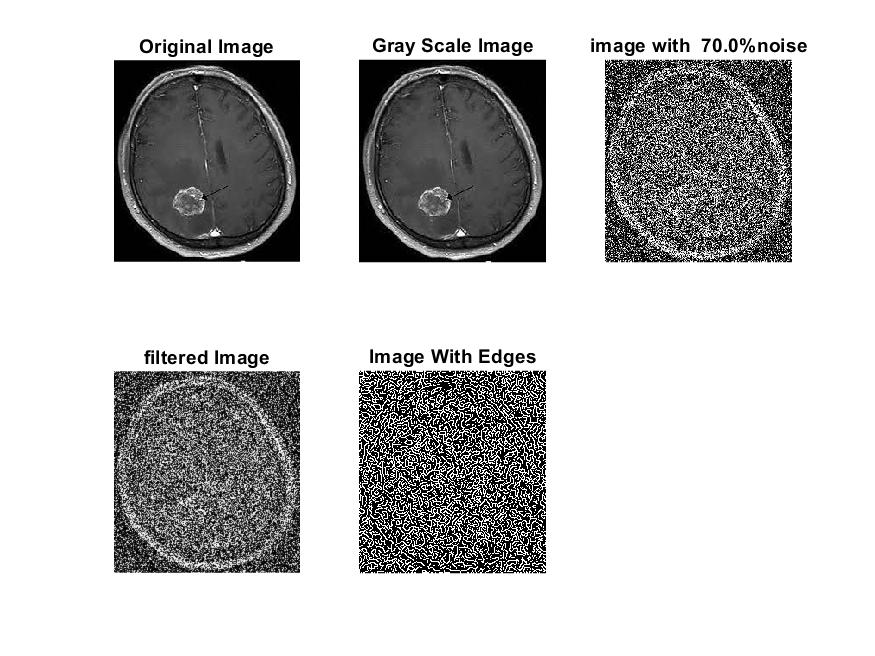 Original Image
Gray Scale Image
image with  70.0%noise
filtered Image
Image With Edges